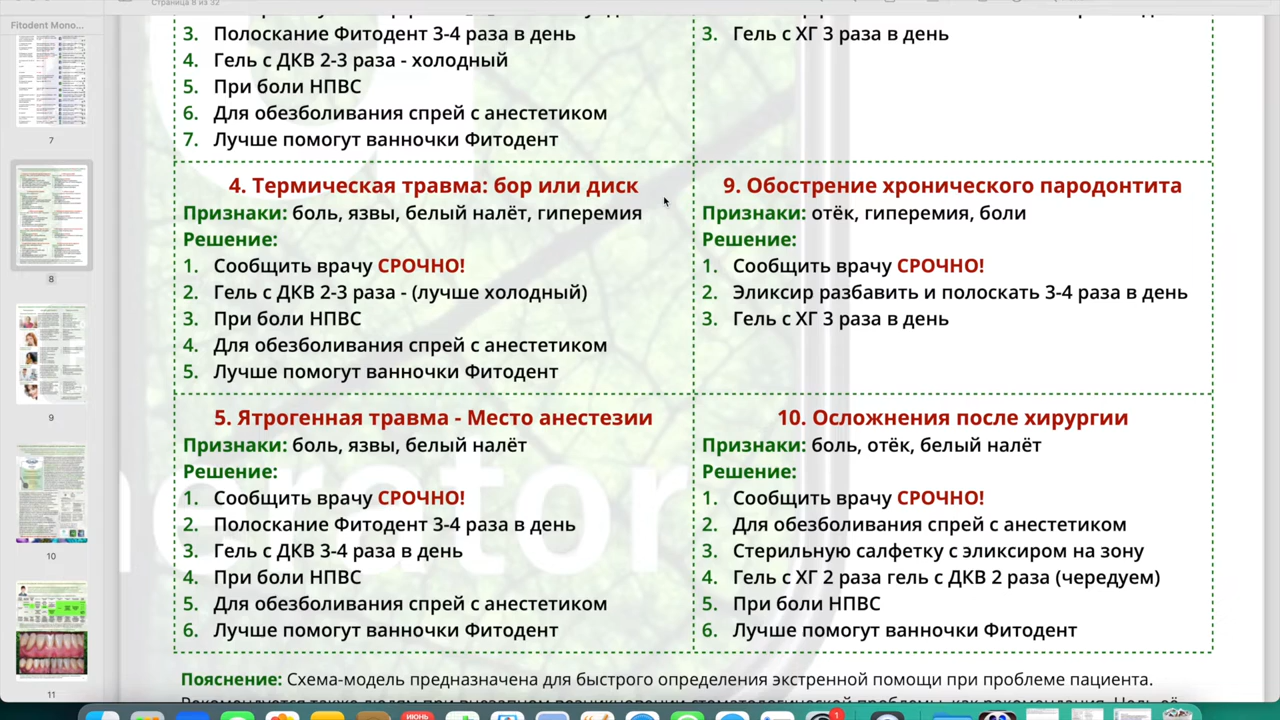 Страница 8 из 32
Fitodent Mono...
7
8
9
10
11
3. Полоскание Фитодент 3-4 раза в день
4. Гель с ДКВ 2-3 раза - холодный
5. При боли НПВС
6. Для обезболивания спрей с анестетиком
7. Лучше помогут ванночки Фитодент
3. Гель с ХГ 3 раза в день
4. Термическая травма: бор или диск
Признаки: боль, язвы, белый налёт, гиперемия
Решение:
1. Сообщить врачу СРОЧНО!
2. Гель с ДКВ 2-3 раза - (лучше холодный)
3. При боли НПВС
4. Для обезболивания спрей с анестетиком
5. Лучше помогут ванночки Фитодент
9. Обострение хронического пародонтита
Признаки: отёк, гиперемия, боли
Решение:
1. Сообщить врачу СРОЧНО!
2. Эликсир разбавить и полоскать 3-4 раза в день
3. Гель с ХГ 3 раза в день
5. Ятрогенная травма - Место анестезии
Признаки: боль, язвы, белый налёт
Решение:
1. Сообщить врачу СРОЧНО!
2. Полоскание Фитодент 3-4 раза в день
3. Гель с ДКВ 3-4 раза в день
4. При боли НПВС
5. Для обезболивания спрей с анестетиком
6. Лучше помогут ванночки Фитодент
10. Осложнения после хирургии
Признаки: боль, отёк, белый налёт
Решение:
1. Сообщить врачу СРОЧНО!
2. Для обезболивания спрей с анестетиком
3. Стерильную салфетку с эликсиром на зону
4. Гель с ХГ 2 раза гель с ДКВ 2 раза (чередуем)
5. При боли НПВС
6. Лучше помогут ванночки Фитодент
Пояснение: Схема-модель предназначена для быстрого определения экстренной помощи при проблеме пациента.
ИЮНЬ
1